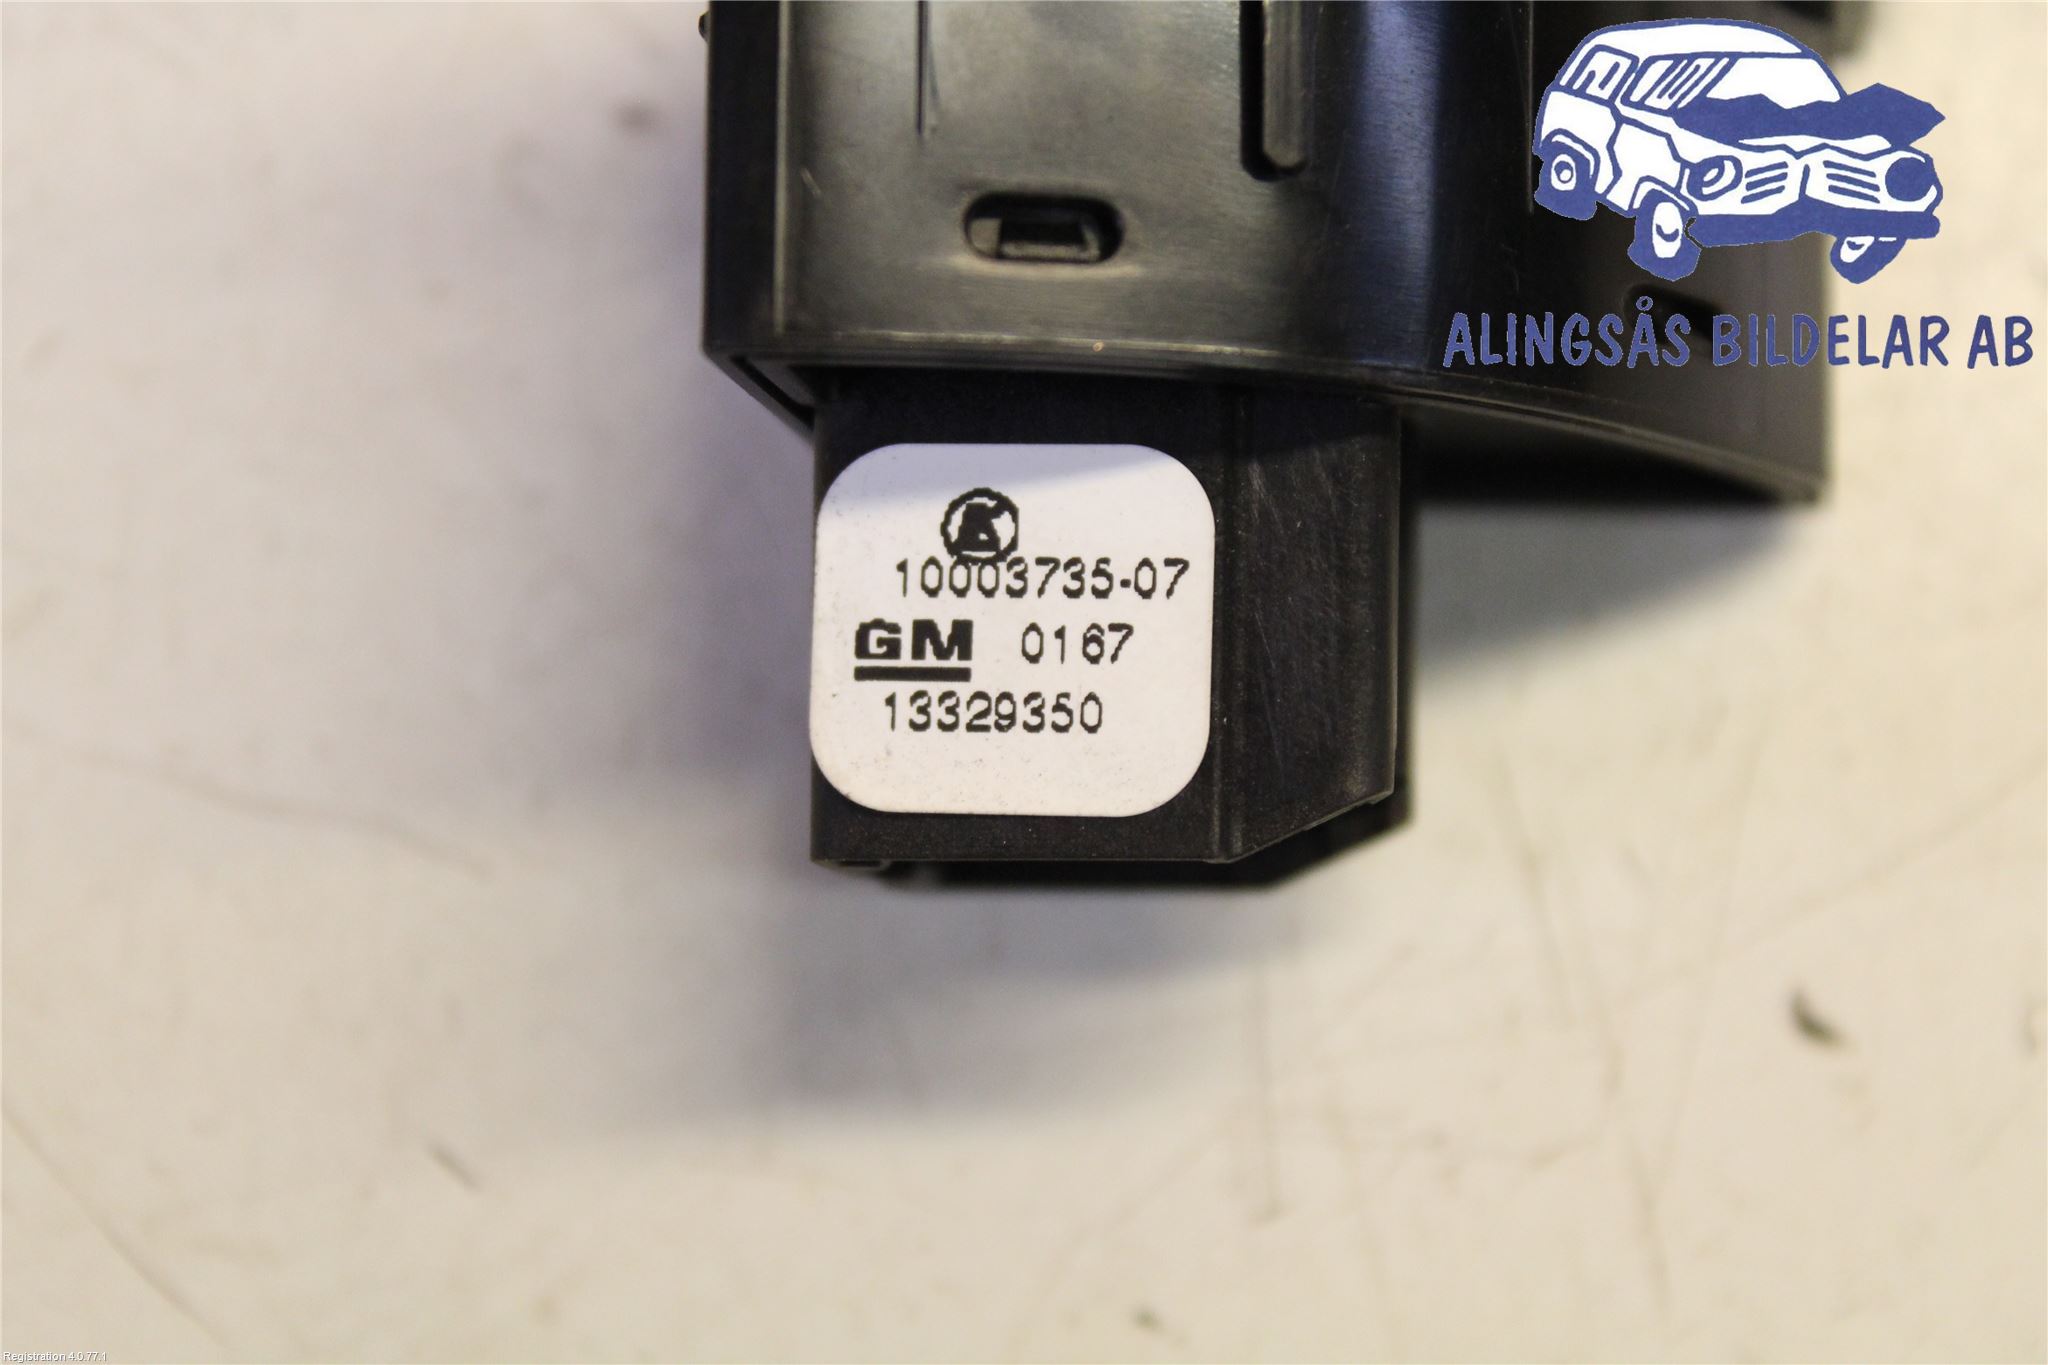 ALINGSÅS BILDELAR AB
10003735-07
GM 0167
13329350
Registration 4.0.77.1